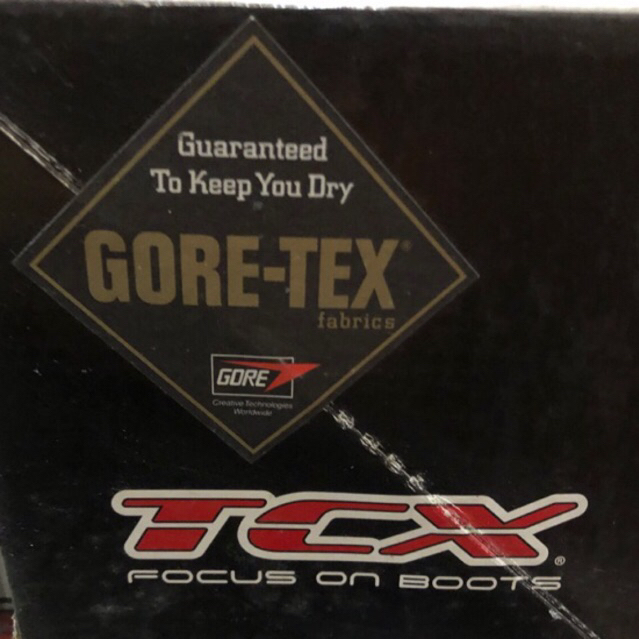 Guaranteed
To Keep You Dry
GORE-TEX®
fabrics
GORE
Creative Technologies
Worldwide
TCX®
FOCUS ON BOOTS